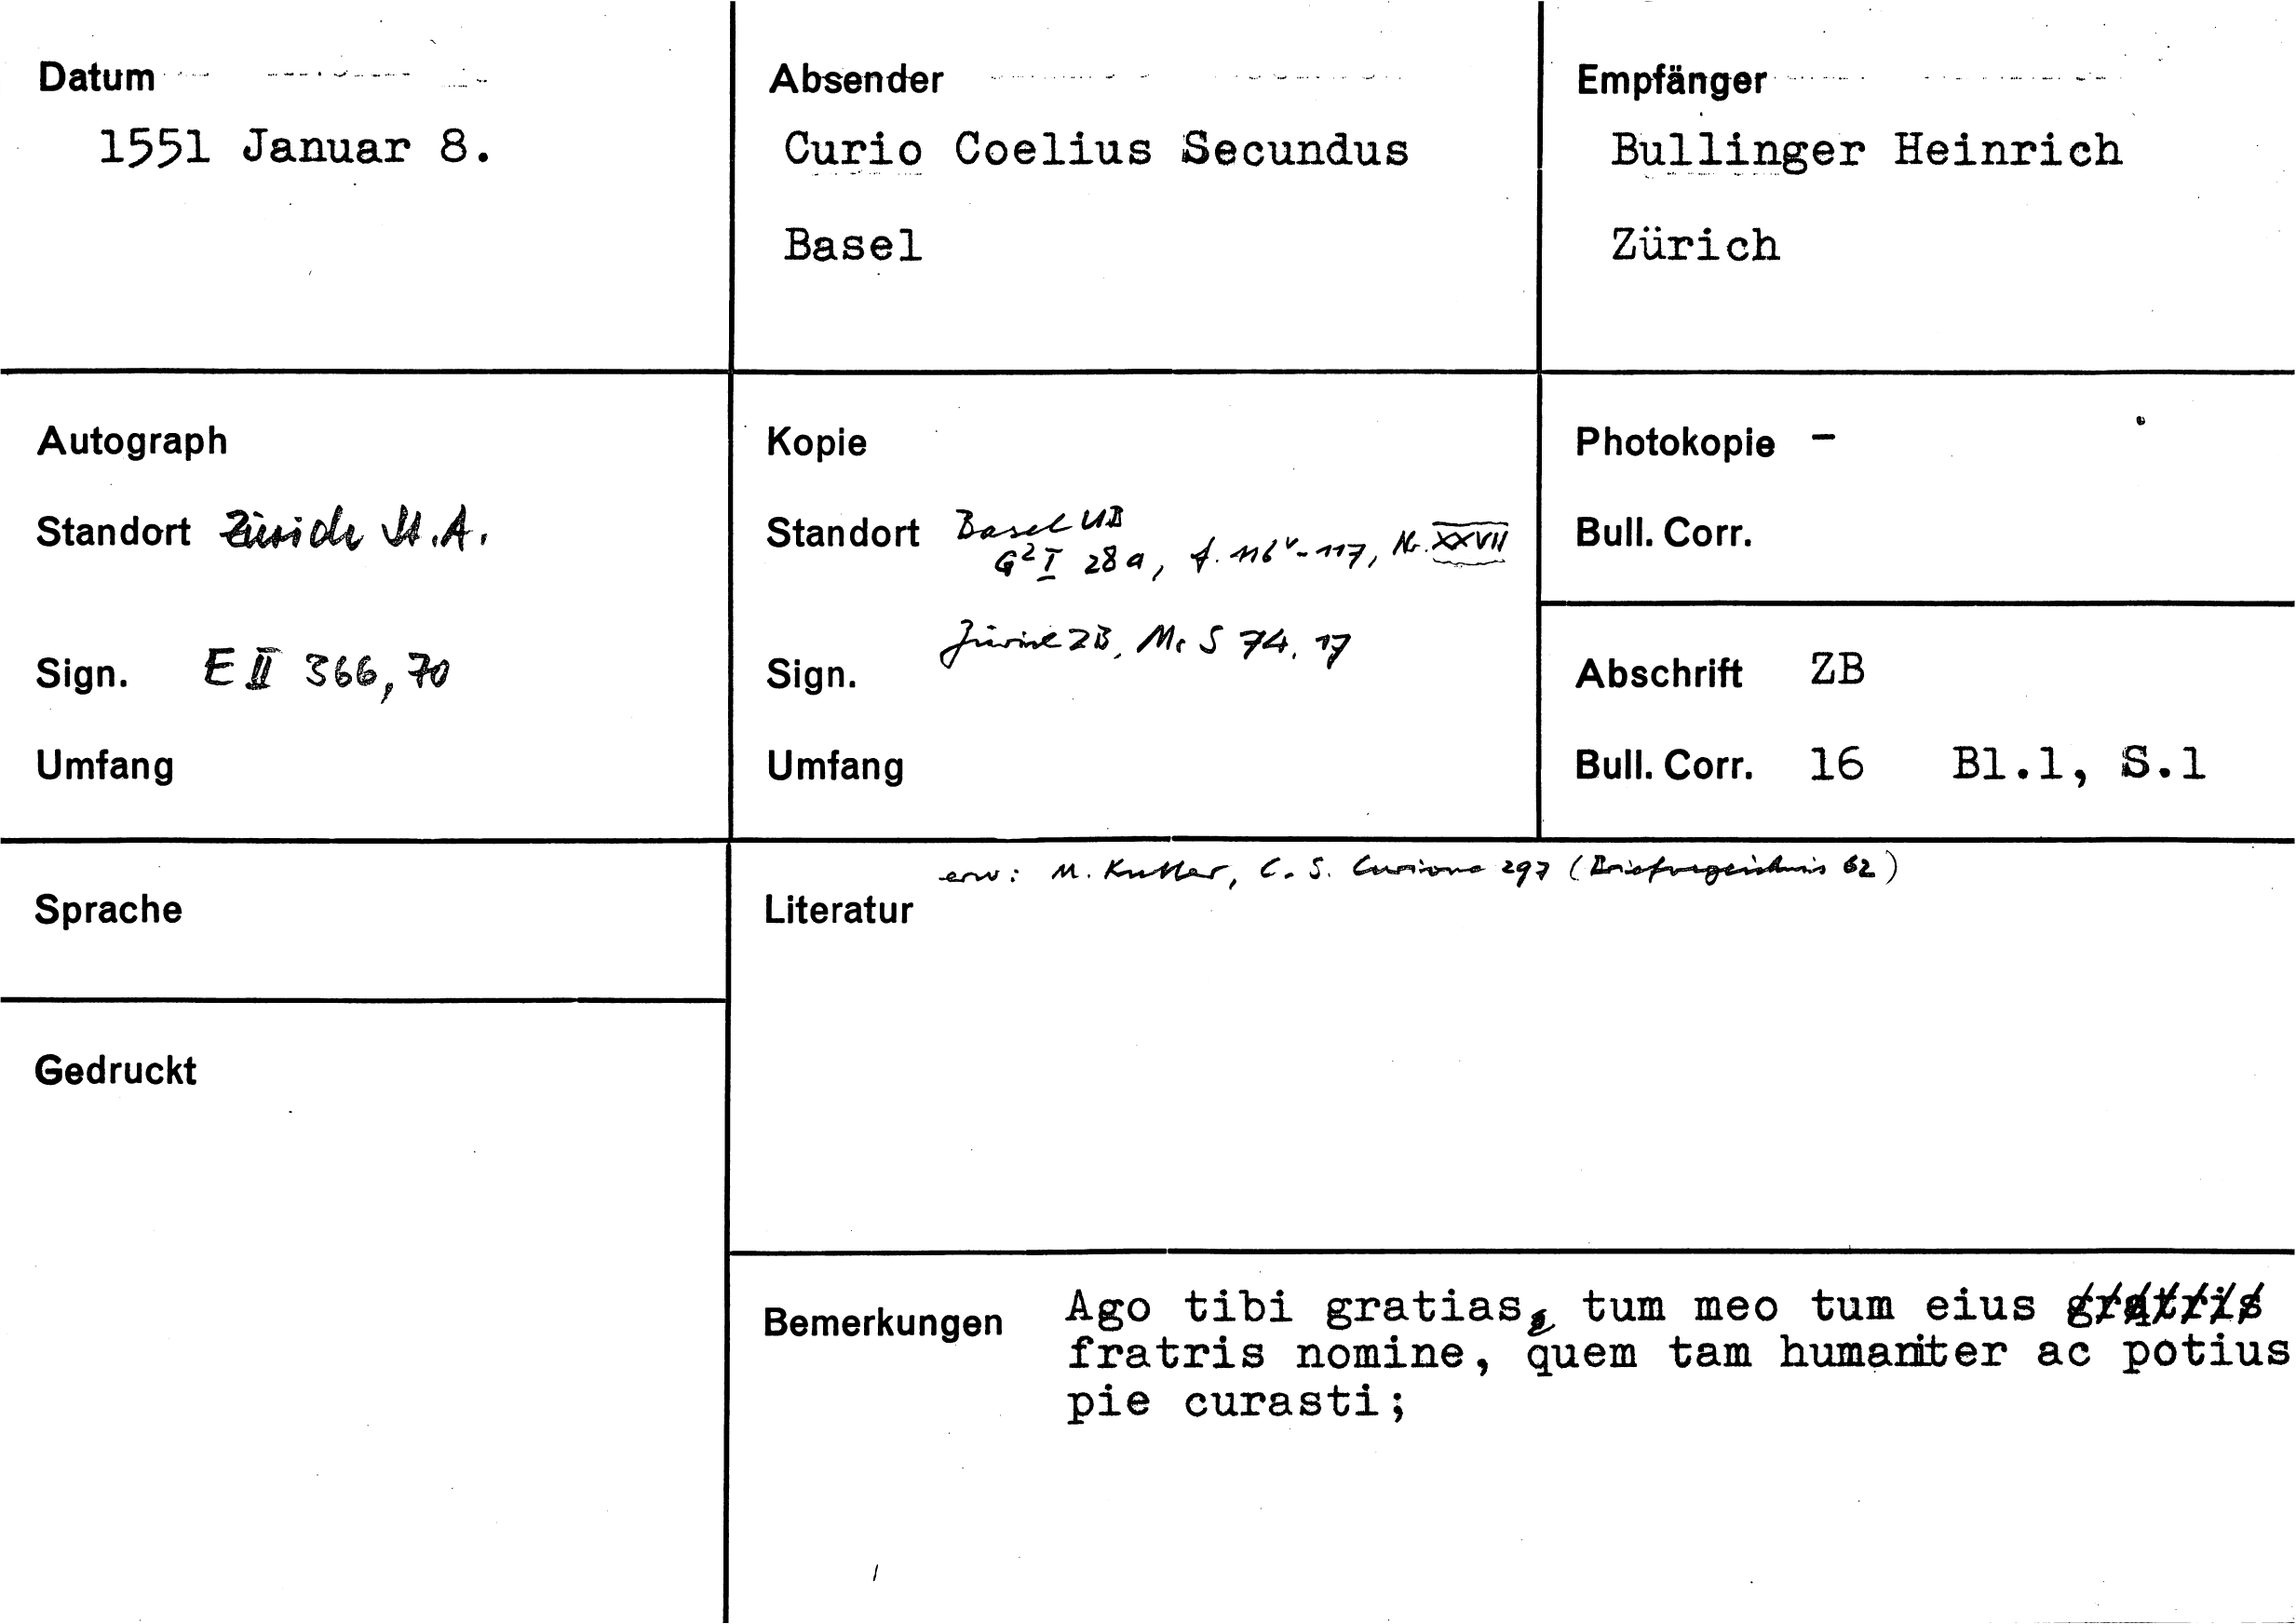 Datum
1551 Januar 8.
Absender
Curio Coelius Secundus
Basel
Empfänger
Bullinger Heinrich
Zürich
Autograph
Standort Zürich St.A.
Sign. E II 366,70
Umfang
Kopie
Standort Basel UB
G² I 28a, f. 116v-117, Nr. XXVII
Zürich ZB, Ms S 74, 17
Sign.
Umfang
Photokopie -
Bull. Corr.
Abschrift ZB
Bull. Corr. 16 Bl.1, S.1
Sprache
Gedruckt
erw: M. Kutter, C. S. Curione 297 (Briefverzeichnis 62)
Literatur
Bemerkungen
Ago tibi gratias, tum meo tum eius gratris
fratris nomine, quem tam humaniter ac potius
pie curasti;